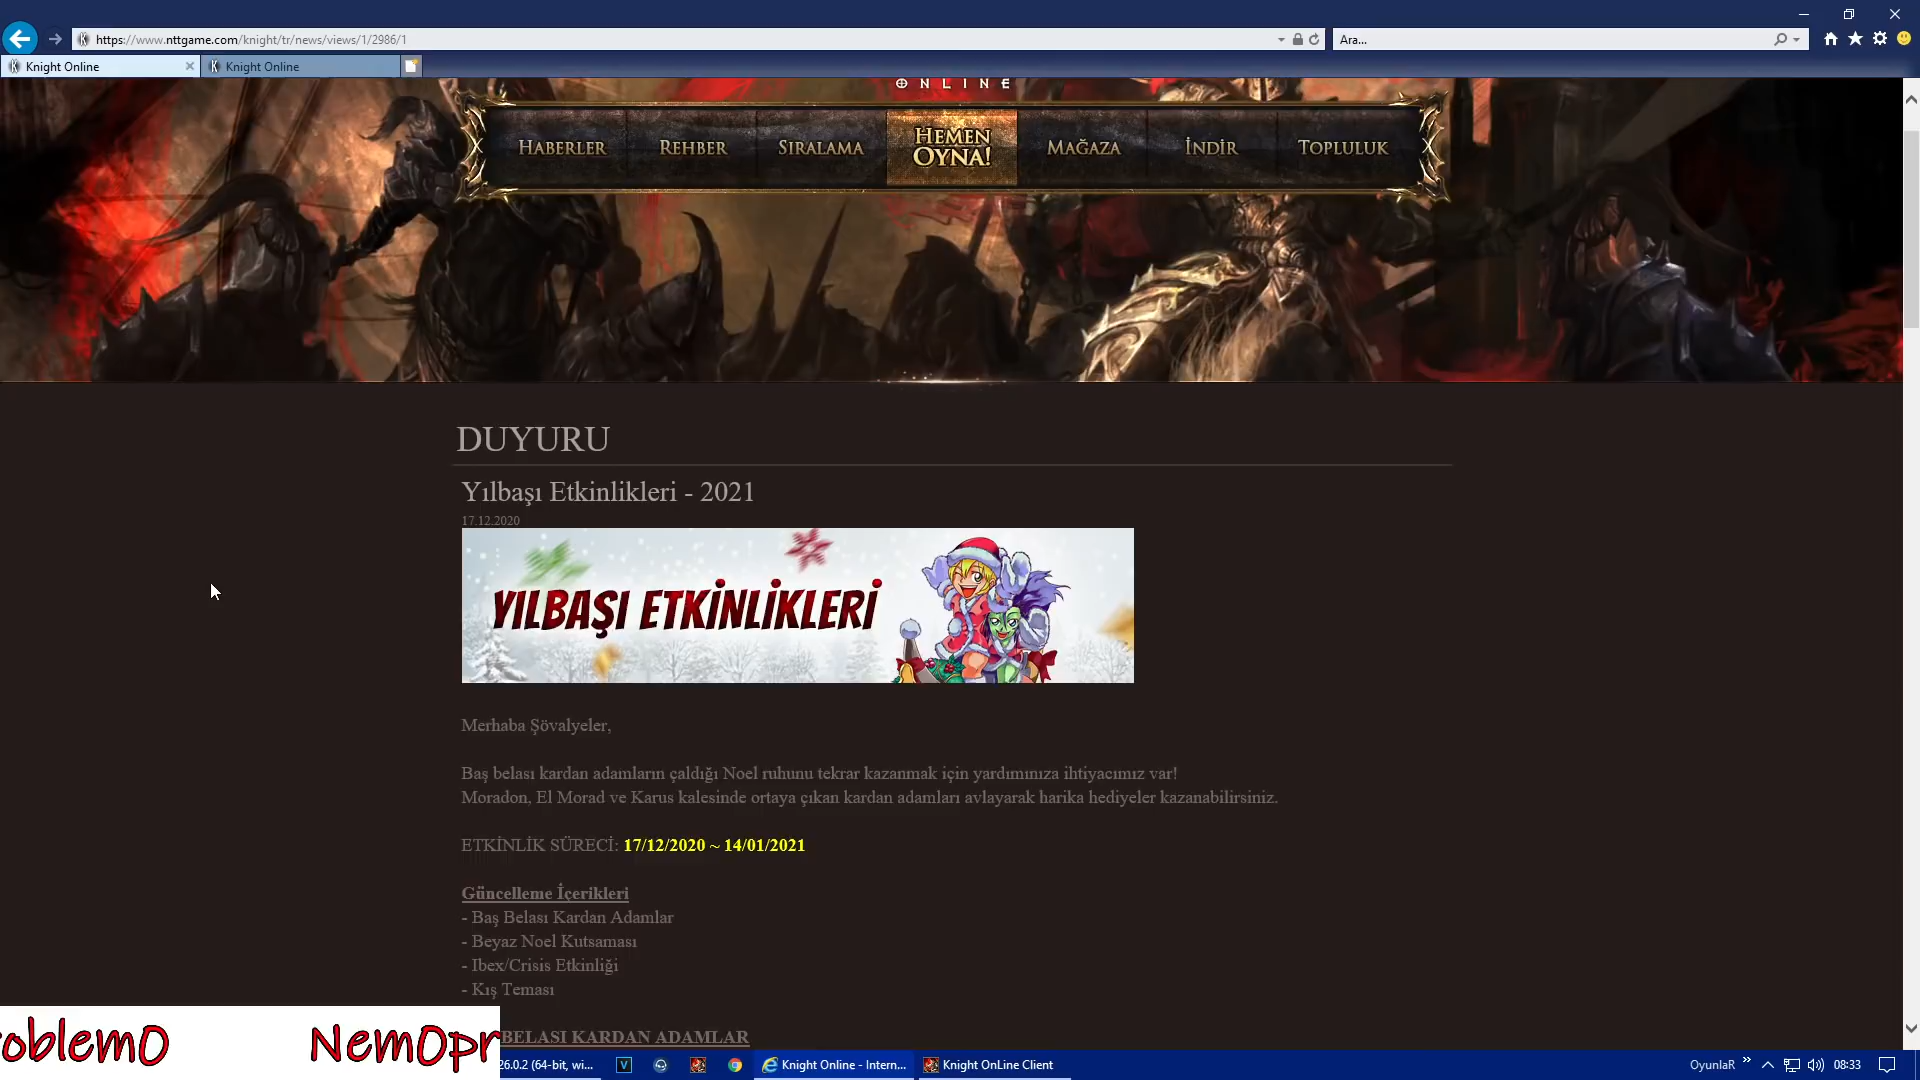 https://www.nttgame.com/knight/tr/news/views/1/2986/1
Ara...
Knight Online
Knight Online
ONLINE
HABERLER
REHBER
SIRALAMA
HEMEN
OYNA!
MAĞAZA
İNDİR
TOPLULUK
DUYURU
Yılbaşı Etkinlikleri - 2021
17.12.2020
YILBAŞI ETKİNLİKLERİ
Merhaba Şövalyeler,
Baş belası kardan adamların çaldığı Noel ruhunu tekrar kazanmak için yardımınıza ihtiyacımız var!
Moradon, El Morad ve Karus kalesinde ortaya çıkan kardan adamları avlayarak harika hediyeler kazanabilirsiniz.
ETKİNLİK SÜRECİ: 17/12/2020 ~ 14/01/2021
Güncelleme İçerikleri
- Baş Belası Kardan Adamlar
- Beyaz Noel Kutsaması
- Ibex/Crisis Etkinliği
- Kış Teması
BELASI KARDAN ADAMLAR
roblemO NemOpr
26.0.2 (64-bit, wi...
Knight Online - Intern...
Knight OnLine Client
OyunlaR
08:33